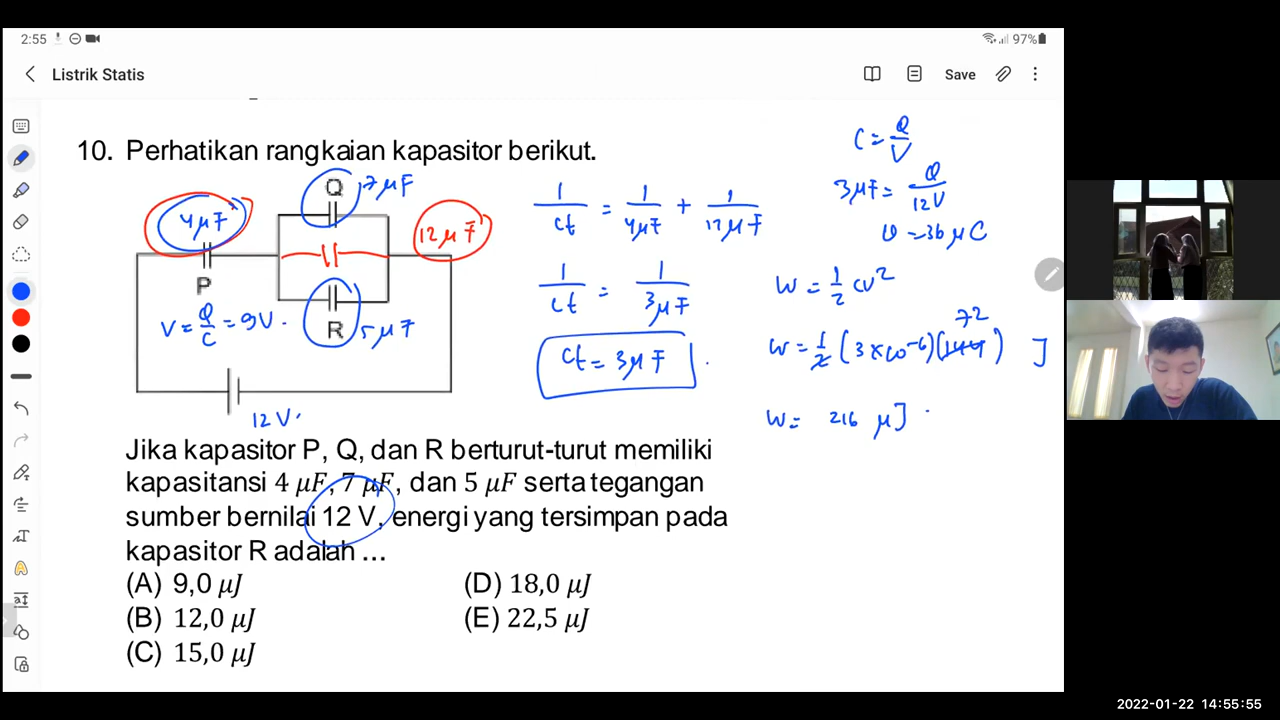 2:55
97%
Listrik Statis
Save
10. Perhatikan rangkaian kapasitor berikut.
Q
7 μF
4 μF
12 μF
P
V = Q/C = 9V.
R
5 μF
12 V.
1/Ct = 1/4μF + 1/12μF
1/Ct = 1/3μF
Ct = 3μF
C = Q/V
3μF = Q/12V
Q = 36 μC
W = 1/2 CV²
72
W = 1/2 (3 × 10⁻⁶)(144) J
W = 216 μJ
Jika kapasitor P, Q, dan R berturut-turut memiliki
kapasitansi 4 μF, 7 μF, dan 5 μF serta tegangan
sumber bernilai 12 V, energi yang tersimpan pada
kapasitor R adalah ...
(A) 9,0 μJ
(B) 12,0 μJ
(C) 15,0 μJ
(D) 18,0 μJ
(E) 22,5 μJ
2022-01-22 14:55:55